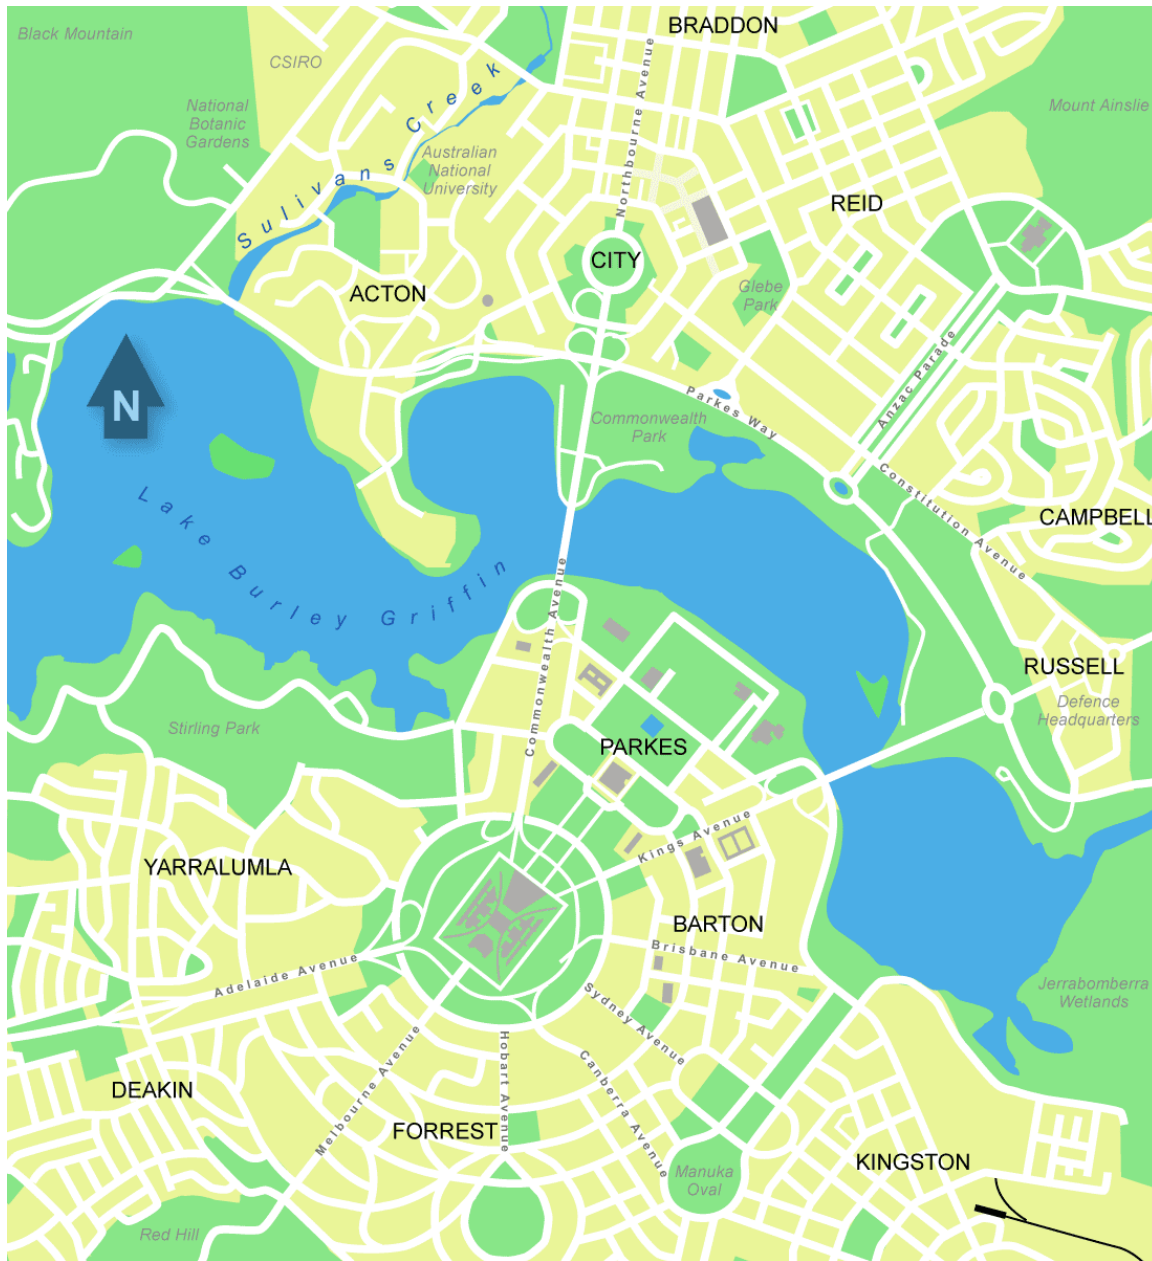 BRADDON
Black Mountain
CSIRO
Northbourne Avenue
Mount Ainslie
National
Botanic
Gardens
Sulivans Creek
Australian
National
University
REID
CITY
ACTON
Glebe
Park
Anzac Parade
N
Parkes Way
Commonwealth
Park
Constitution Avenue
CAMPBELL
Lake Burley Griffin
Commonwealth Avenue
RUSSELL
Defence
Headquarters
Stirling Park
PARKES
Kings Avenue
YARRALUMLA
BARTON
Brisbane Avenue
Adelaide Avenue
Jerrabomberra
Wetlands
Sydney Avenue
Melbourne Avenue
Hobart Avenue
Canberra Avenue
DEAKIN
FORREST
KINGSTON
Manuka
Oval
Red Hill